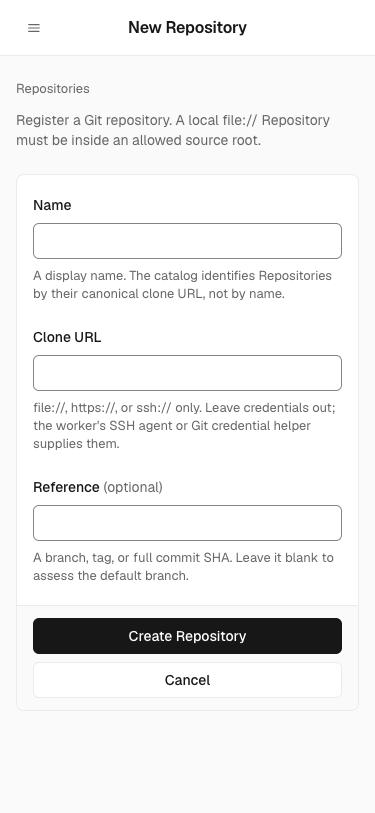 New Repository
Repositories
Register a Git repository. A local file:// Repository
must be inside an allowed source root.
Name
A display name. The catalog identifies Repositories
by their canonical clone URL, not by name.
Clone URL
file://, https://, or ssh:// only. Leave credentials out;
the worker's SSH agent or Git credential helper
supplies them.
Reference (optional)
A branch, tag, or full commit SHA. Leave it blank to
assess the default branch.
Create Repository
Cancel